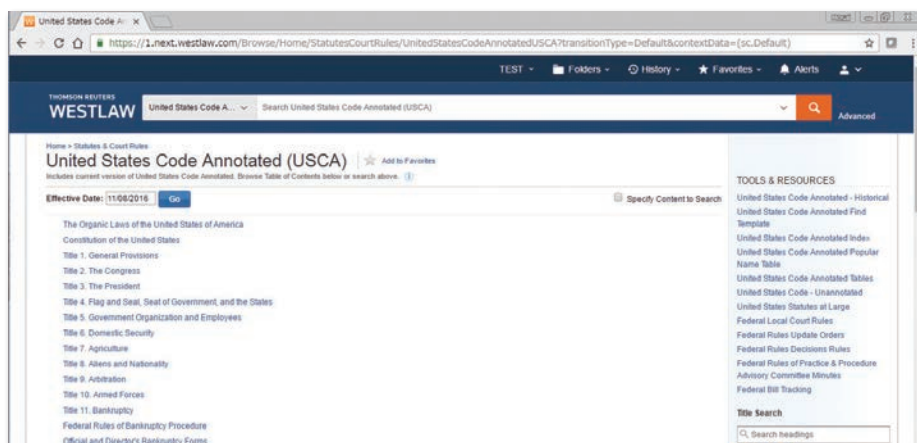 United States Code An
https://1.next.westlaw.com/Browse/Home/StatutesCourtRules/UnitedStatesCodeAnnotatedUSCA?transitionType=Default&contextData=(sc.Default)
TEST
Folders
History
Favorites
Alerts
THOMSON REUTERS
WESTLAW
United States Code A...
Search United States Code Annotated (USCA)
Advanced
Home > Statutes & Court Rules
United States Code Annotated (USCA)
Add to Favorites
Includes current version of United States Code Annotated. Browse Table of Contents below or search above.
Effective Date: 11/08/2016 Go
Specify Content to Search
The Organic Laws of the United States of America
Constitution of the United States
Title 1. General Provisions
Title 2. The Congress
Title 3. The President
Title 4. Flag and Seal, Seat of Government, and the States
Title 5. Government Organization and Employees
Title 6. Domestic Security
Title 7. Agriculture
Title 8. Aliens and Nationality
Title 9. Arbitration
Title 10. Armed Forces
Title 11. Bankruptcy
Federal Rules of Bankruptcy Procedure
Official and Director's Bankruptcy Forms
TOOLS & RESOURCES
United States Code Annotated - Historical
United States Code Annotated Find
Template
United States Code Annotated Index
United States Code Annotated Popular
Name Table
United States Code Annotated Tables
United States Code - Unannotated
United States Statutes at Large
Federal Local Court Rules
Federal Rules Update Orders
Federal Rules Decisions Rules
Federal Rules of Practice & Procedure
Advisory Committee Minutes
Federal Bill Tracking
Title Search
Search headings